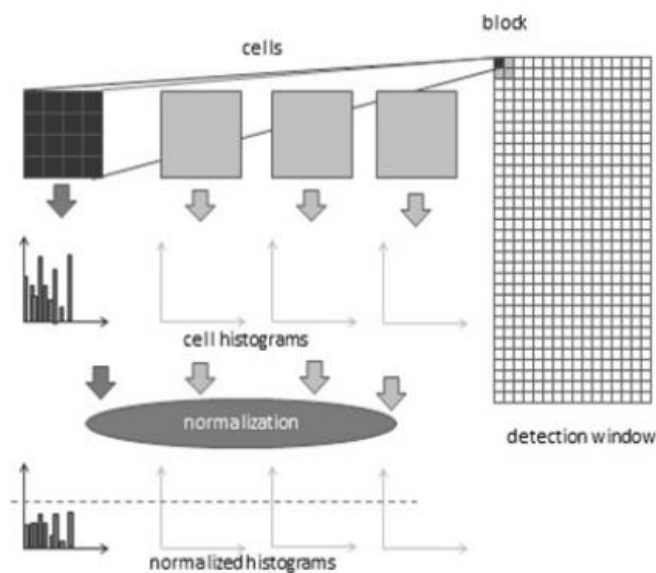 block
cells
cell histograms
normalization
detection window
normalized histograms